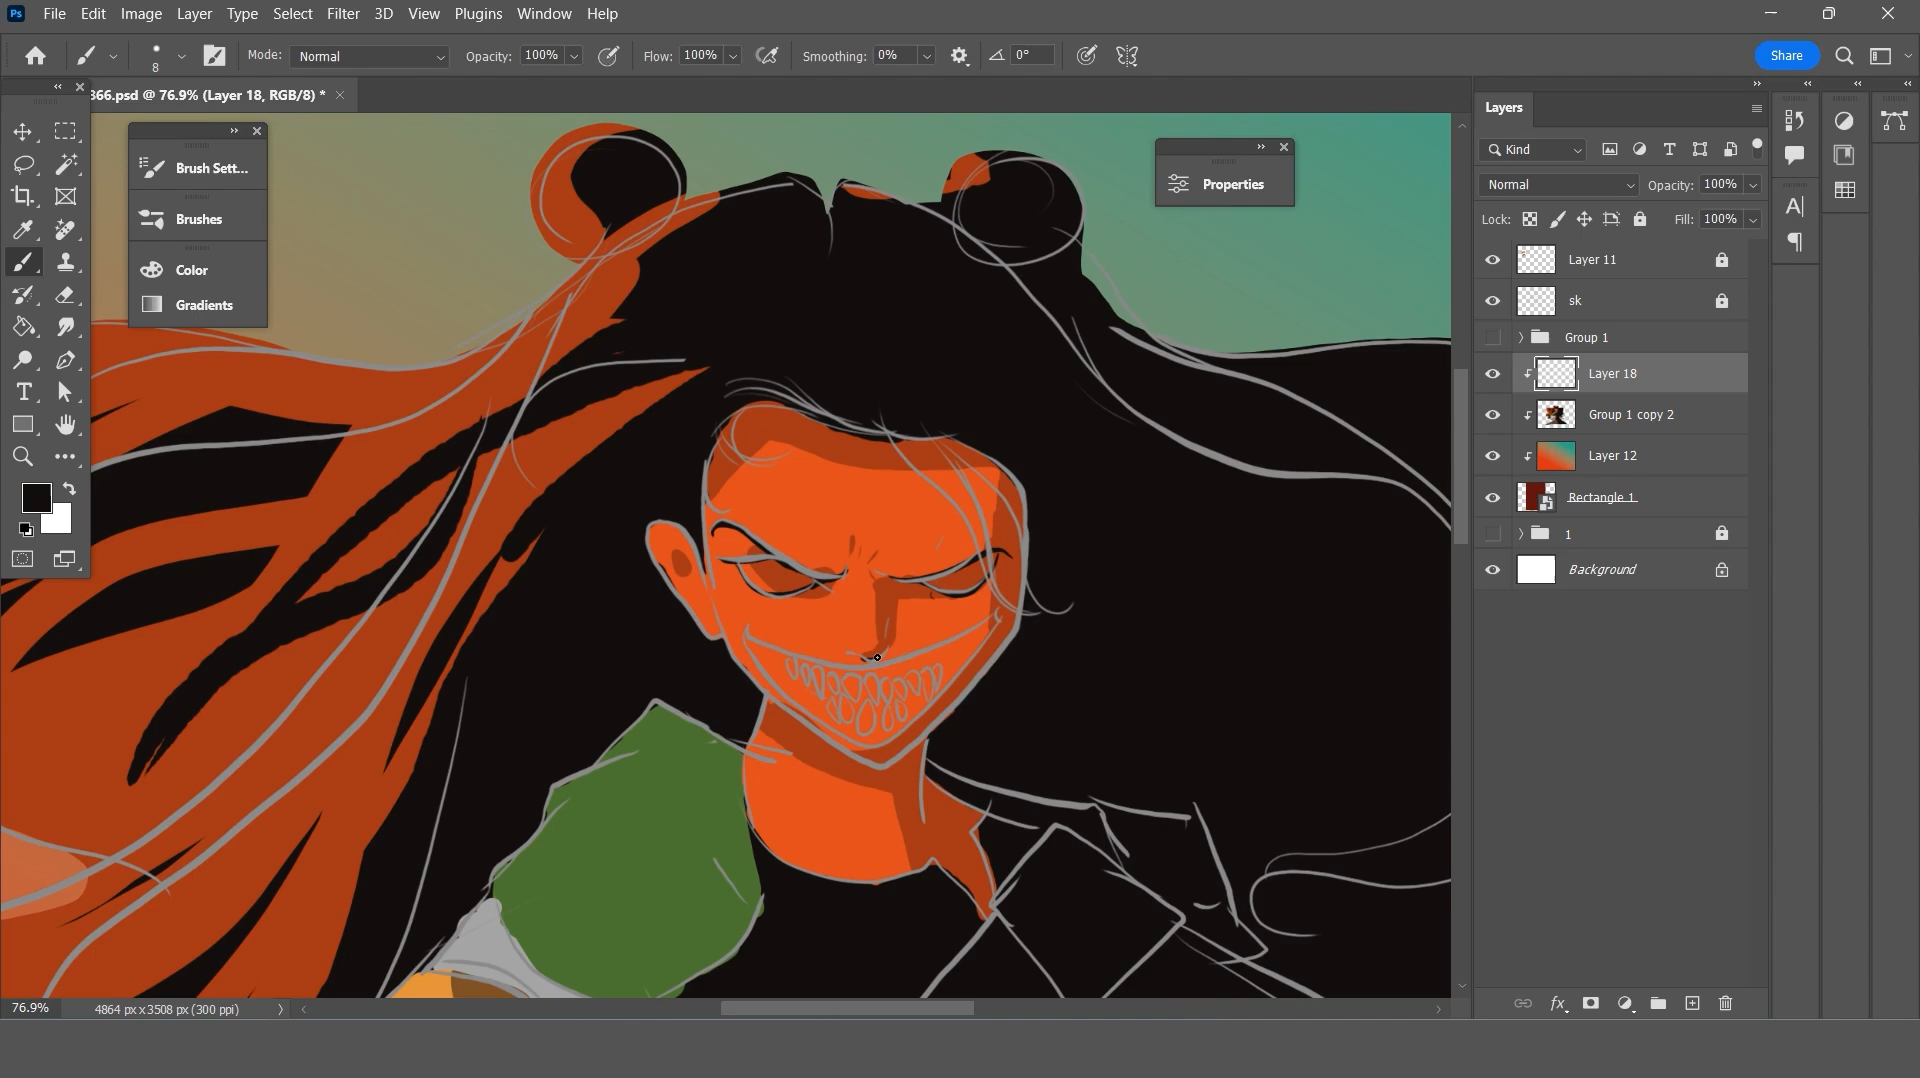 Ps File Edit Image Layer Type Select Filter 3D View Plugins Window Help
8 Mode: Normal Opacity: 100% Flow: 100% Smoothing: 0% 0° Share
366.psd @ 76.9% (Layer 18, RGB/8) *
Brush Sett...
Brushes
Color
Gradients
Properties
Layers
Kind
Normal Opacity: 100%
Lock: Fill: 100%
Layer 11
sk
Group 1
Layer 18
Group 1 copy 2
Layer 12
Rectangle 1
1
Background
76.9% 4864 px x 3508 px (300 ppi)